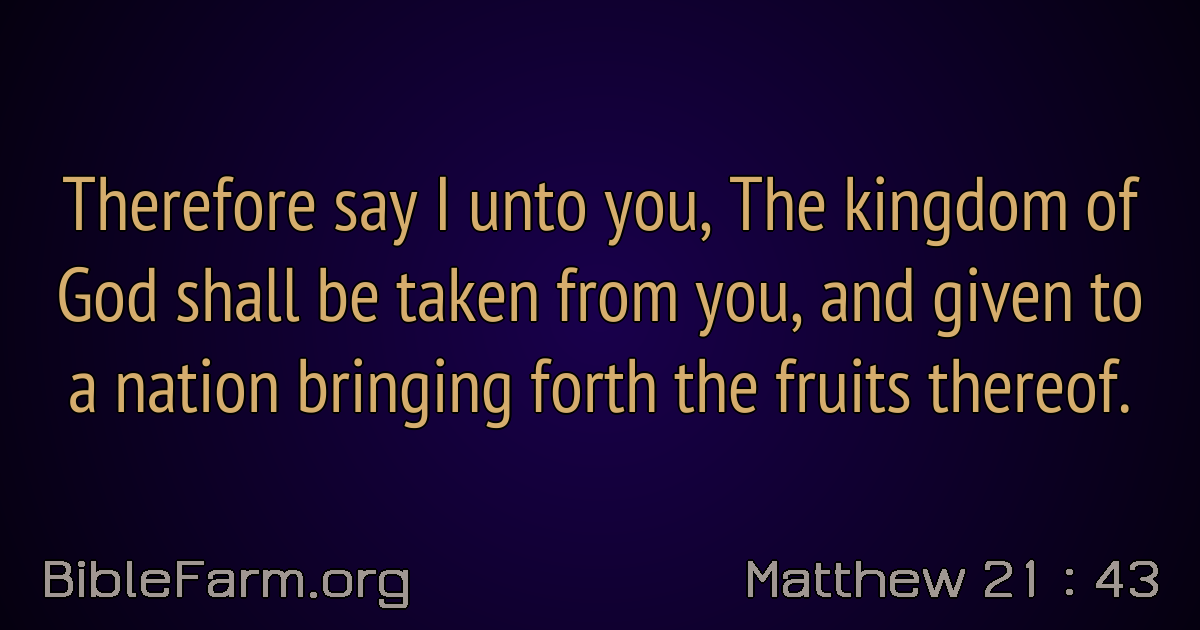 Therefore say I unto you, The kingdom of
God shall be taken from you, and given to
a nation bringing forth the fruits thereof.
BibleFarm.org
Matthew 21 : 43